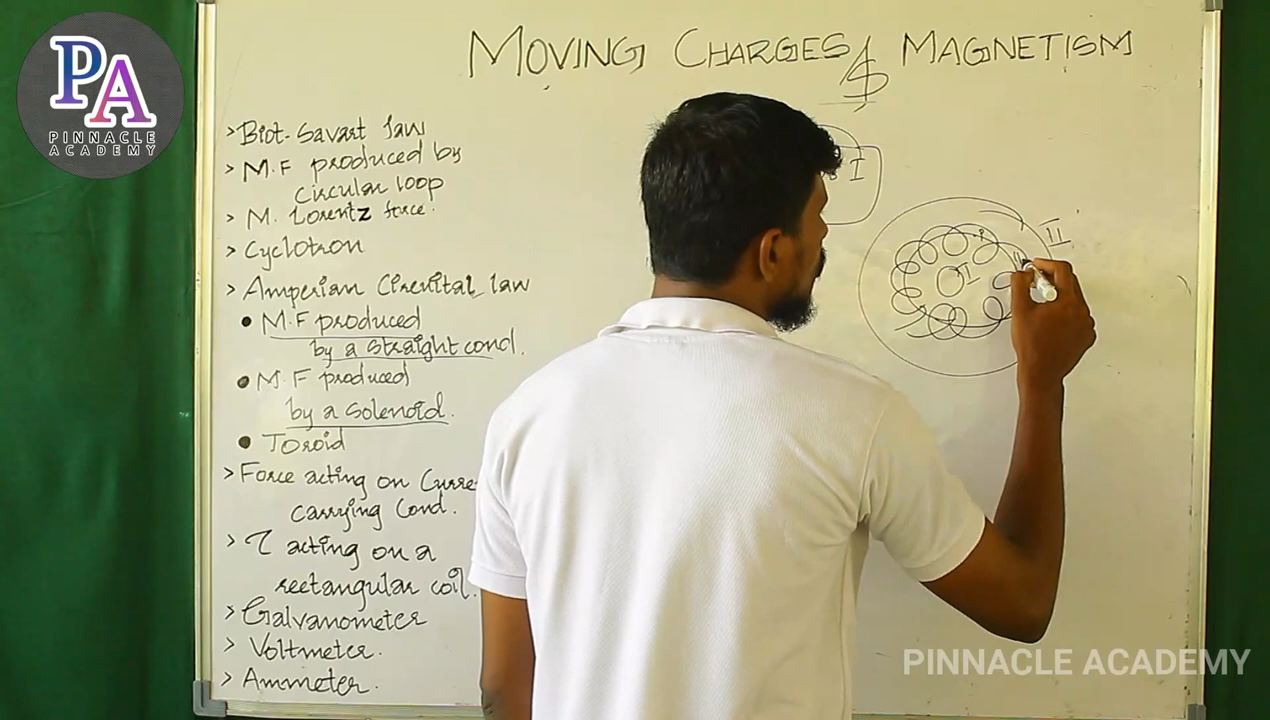 PA
PINNACLE
ACADEMY
MOVING CHARGES & MAGNETISM
> Biot-Savart law
> M.F produced by
circular loop
> M. Lorentz force.
> Cyclotron
> Amperian Circuital law
• M.F produced
by a straight cond.
• M.F produced
by a solenoid.
• Toroid
> Force acting on Curre
carrying Cond.
> τ acting on a
rectangular coil.
> Galvanometer
> Voltmeter.
> Ammeter.
I
II
I
PINNACLE ACADEMY